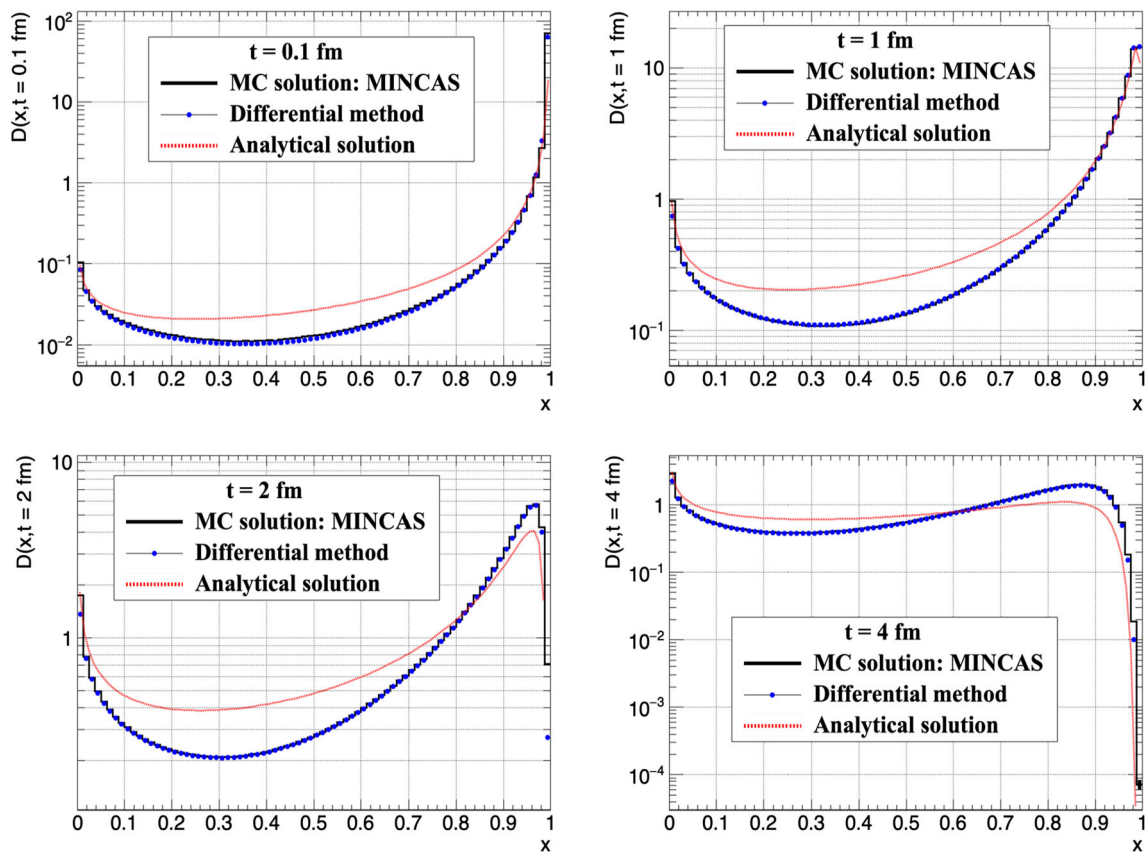 D(x,t = 0.1 fm)
10²
10
1
10⁻¹
10⁻²
t = 0.1 fm
MC solution: MINCAS
Differential method
Analytical solution
0 0.1 0.2 0.3 0.4 0.5 0.6 0.7 0.8 0.9 1
x
D(x,t = 1 fm)
10
1
10⁻¹
t = 1 fm
MC solution: MINCAS
Differential method
Analytical solution
0 0.1 0.2 0.3 0.4 0.5 0.6 0.7 0.8 0.9 1
x
D(x,t = 2 fm)
10
1
t = 2 fm
MC solution: MINCAS
Differential method
Analytical solution
0 0.1 0.2 0.3 0.4 0.5 0.6 0.7 0.8 0.9 1
x
D(x,t = 4 fm)
1
10⁻¹
10⁻²
10⁻³
10⁻⁴
t = 4 fm
MC solution: MINCAS
Differential method
Analytical solution
0 0.1 0.2 0.3 0.4 0.5 0.6 0.7 0.8 0.9 1
x